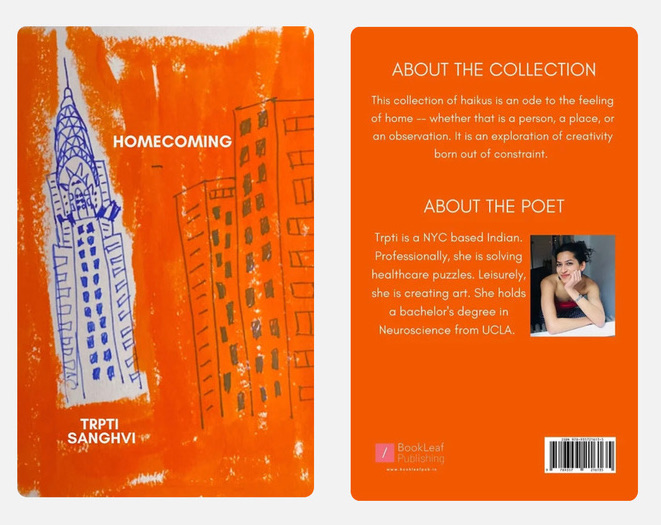 HOMECOMING
TRPTI
SANGHVI
ABOUT THE COLLECTION
This collection of haikus is an ode to the feeling
of home -- whether that is a person, a place, or
an observation. It is an exploration of creativity
born out of constraint.
ABOUT THE POET
Trpti is a NYC based Indian.
Professionally, she is solving
healthcare puzzles. Leisurely,
she is creating art. She holds
a bachelor's degree in
Neuroscience from UCLA.
BookLeaf
Publishing
www.bookleafpub.in